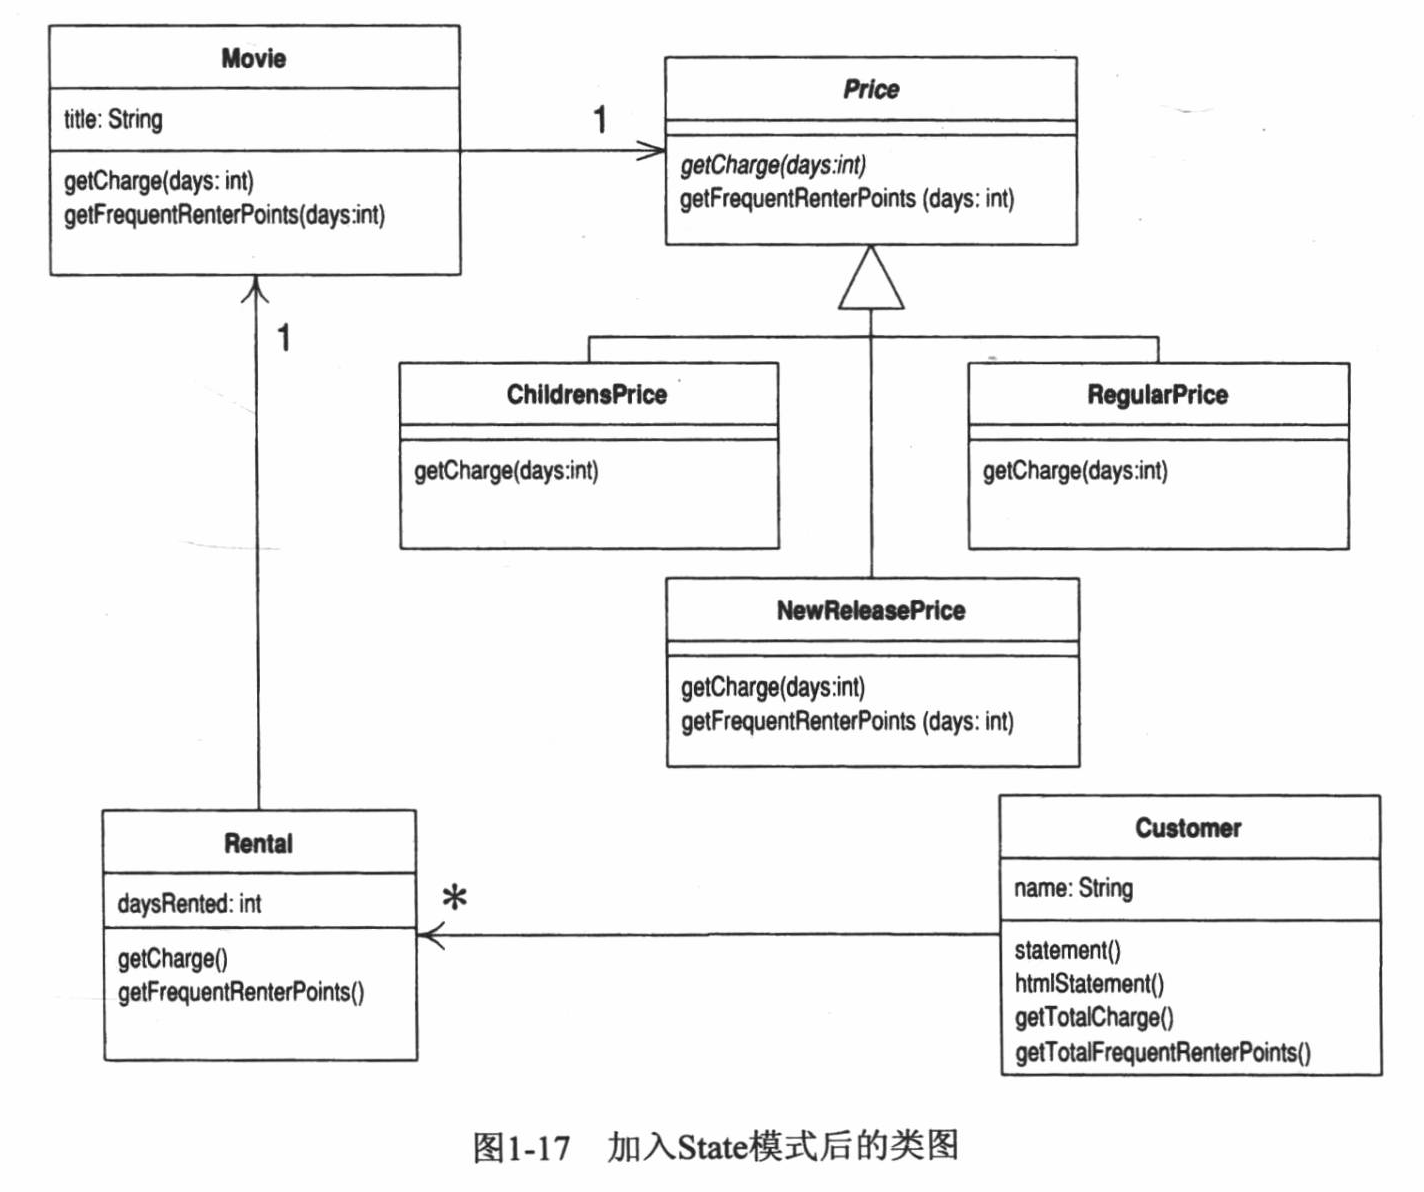 Movie
title: String
getCharge(days: int)
getFrequentRenterPoints(days:int)
1
Price
getCharge(days:int)
getFrequentRenterPoints (days: int)
1
ChildrensPrice
getCharge(days:int)
RegularPrice
getCharge(days:int)
NewReleasePrice
getCharge(days:int)
getFrequentRenterPoints (days: int)
Rental
daysRented: int
getCharge()
getFrequentRenterPoints()
*
Customer
name: String
statement()
htmlStatement()
getTotalCharge()
getTotalFrequentRenterPoints()
图1-17 加入State模式后的类图